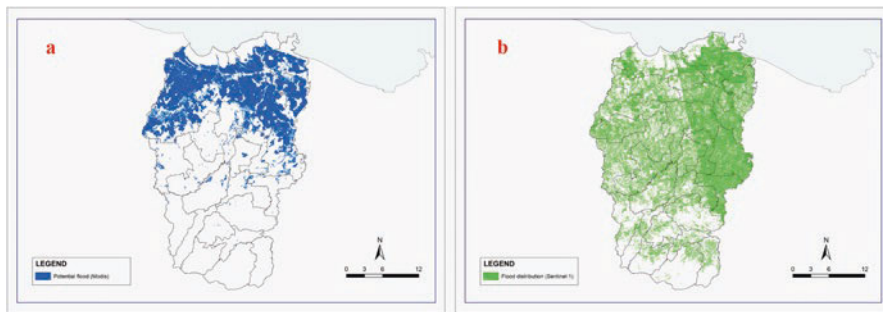 a
N
LEGEND
Potential flood (Modis)
0 3 6 12
b
N
LEGEND
Flood distribution (Sentinel 1)
0 3 6 12